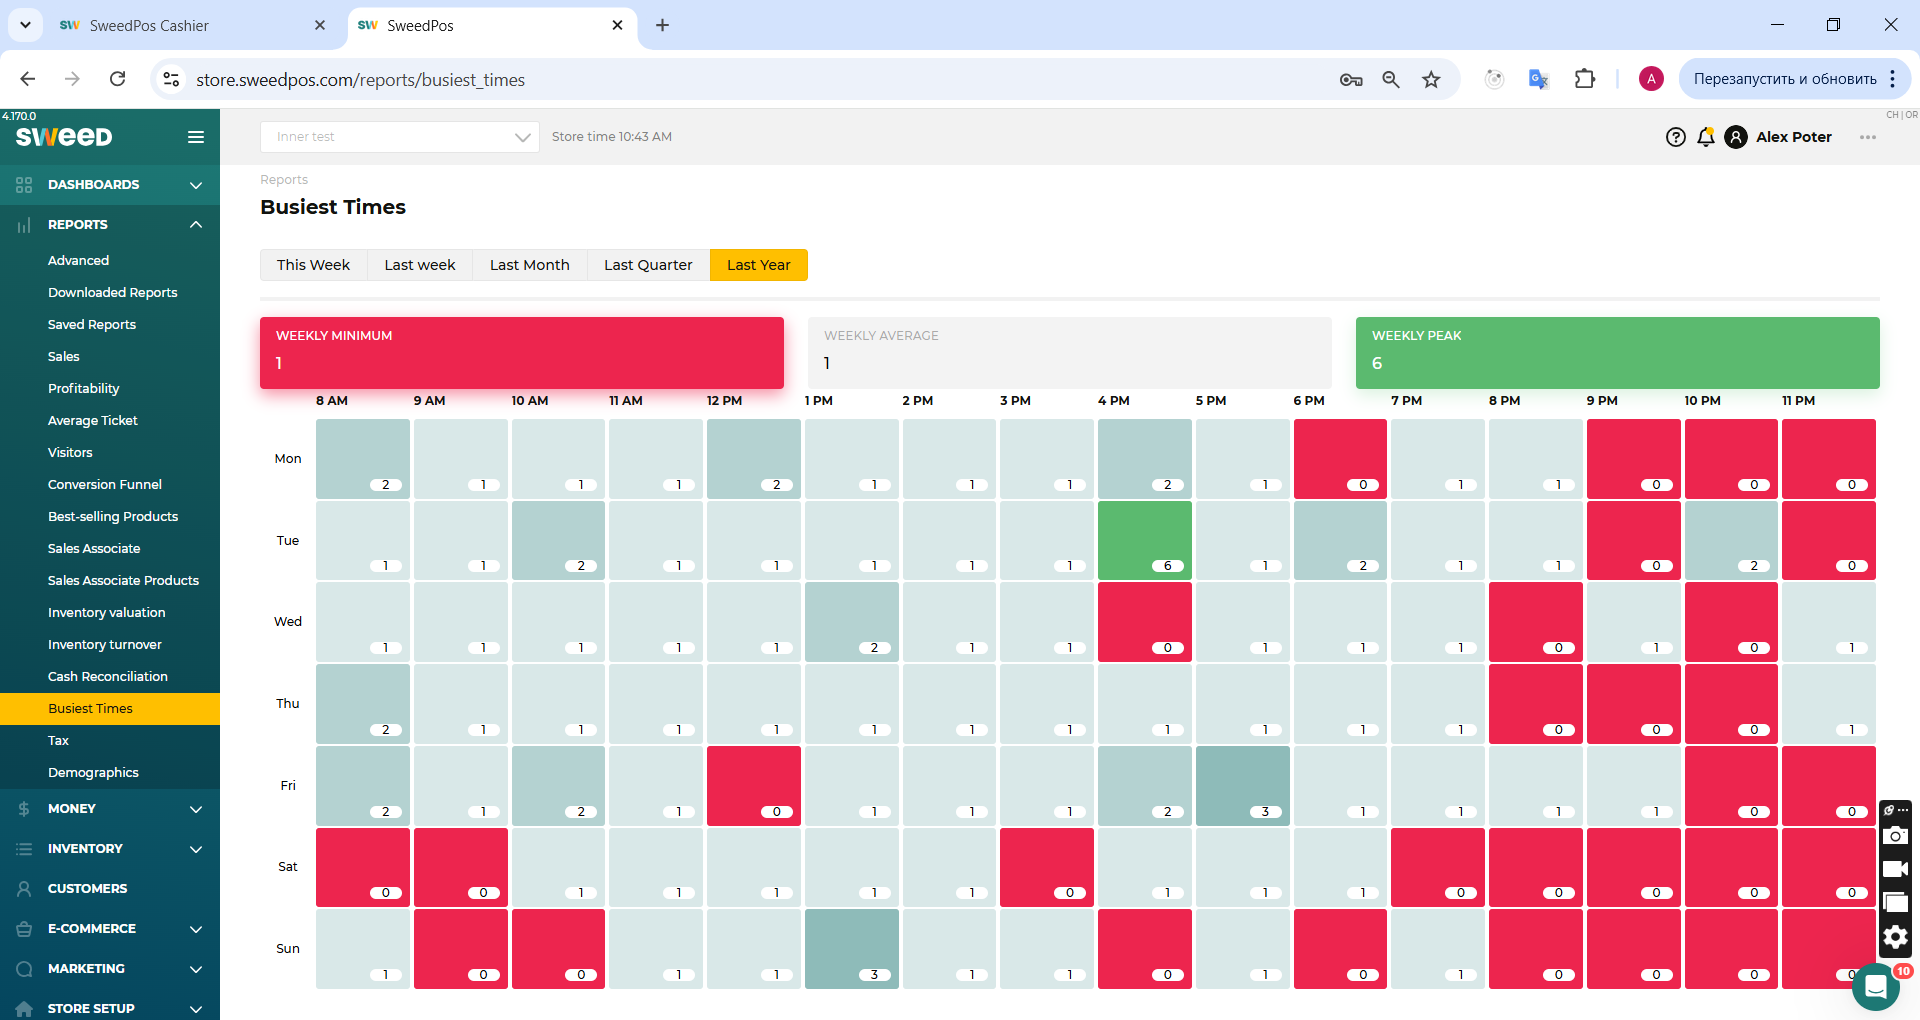 SW SweedPos Cashier
SW SweedPos
store.sweedpos.com/reports/busiest_times
A
Перезапустить и обновить
4.170.0
SWEED
Inner test
Store time 10:43 AM
Alex Poter
CH | OR
DASHBOARDS
REPORTS
Advanced
Downloaded Reports
Saved Reports
Sales
Profitability
Average Ticket
Visitors
Conversion Funnel
Best-selling Products
Sales Associate
Sales Associate Products
Inventory valuation
Inventory turnover
Cash Reconciliation
Busiest Times
Tax
Demographics
MONEY
INVENTORY
CUSTOMERS
E-COMMERCE
MARKETING
STORE SETUP
Reports
Busiest Times
This Week Last week Last Month Last Quarter Last Year
WEEKLY MINIMUM
1
WEEKLY AVERAGE
1
WEEKLY PEAK
6
8 AM 9 AM 10 AM 11 AM 12 PM 1 PM 2 PM 3 PM 4 PM 5 PM 6 PM 7 PM 8 PM 9 PM 10 PM 11 PM
Mon 2 1 1 1 2 1 1 1 2 1 0 1 1 0 0 0
Tue 1 1 2 1 1 1 1 1 6 1 2 1 1 0 2 0
Wed 1 1 1 1 1 2 1 1 0 1 1 1 0 1 0 1
Thu 2 1 1 1 1 1 1 1 1 1 1 1 0 0 0 1
Fri 2 1 2 1 0 1 1 1 2 3 1 1 1 1 0 0
Sat 0 0 1 1 1 1 1 0 1 1 1 0 0 0 0 0
Sun 1 0 0 1 1 3 1 1 0 1 0 1 0 0 0 0
10